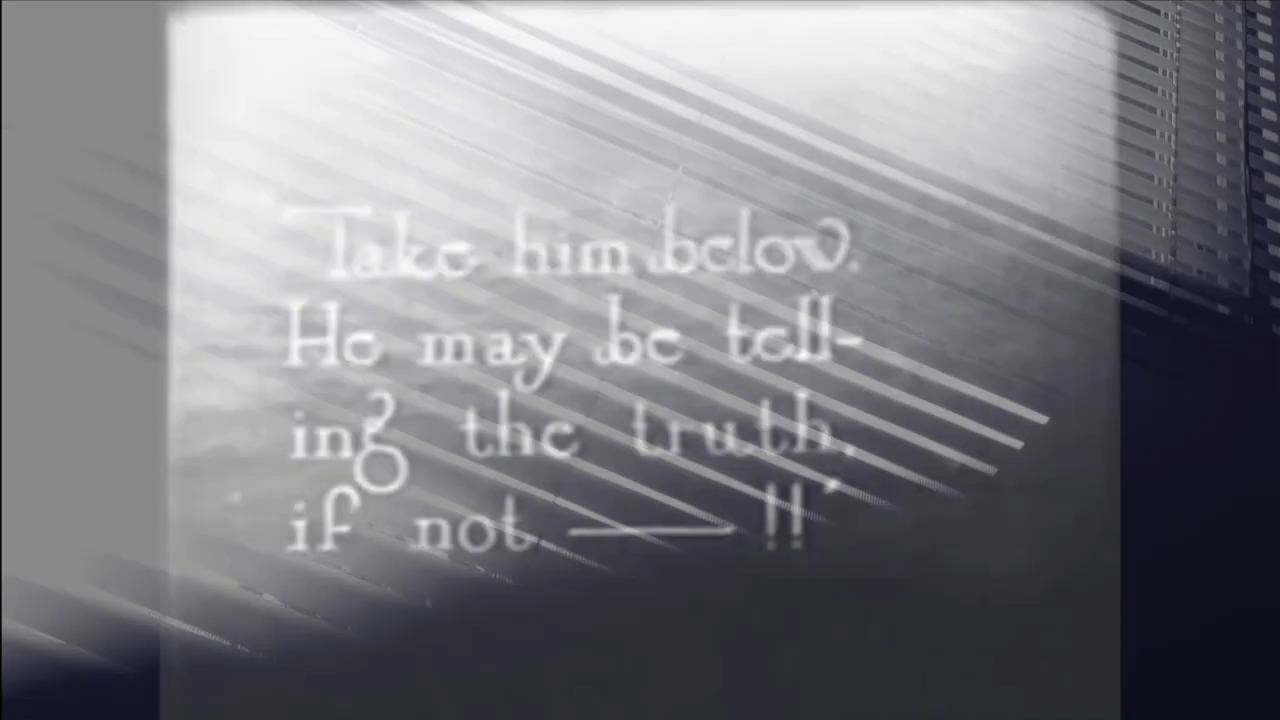 Take him below.
He may be tell-
ing the truth,
if not —— !!